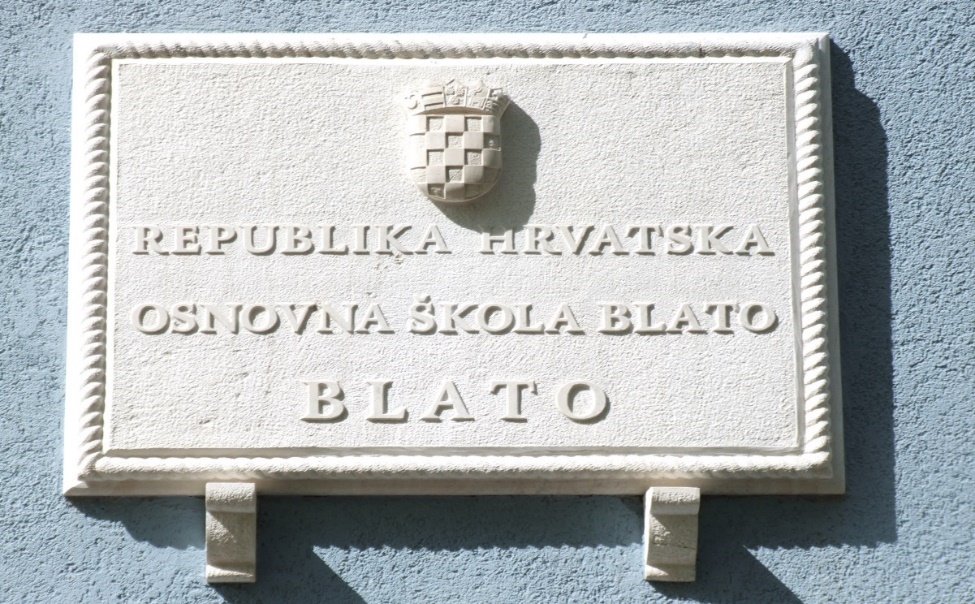 REPUBLIKA HRVATSKA
OSNOVNA ŠKOLA BLATO
BLATO